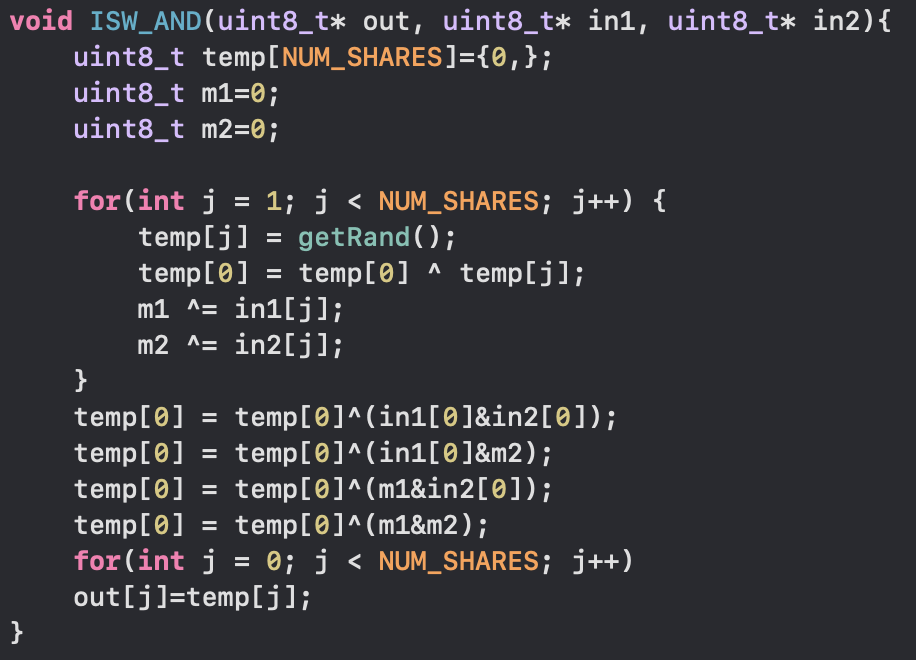 void ISW_AND(uint8_t* out, uint8_t* in1, uint8_t* in2){
    uint8_t temp[NUM_SHARES]={0,};
    uint8_t m1=0;
    uint8_t m2=0;

    for(int j = 1; j < NUM_SHARES; j++) {
        temp[j] = getRand();
        temp[0] = temp[0] ^ temp[j];
        m1 ^= in1[j];
        m2 ^= in2[j];
    }
    temp[0] = temp[0]^(in1[0]&in2[0]);
    temp[0] = temp[0]^(in1[0]&m2);
    temp[0] = temp[0]^(m1&in2[0]);
    temp[0] = temp[0]^(m1&m2);
    for(int j = 0; j < NUM_SHARES; j++)
    out[j]=temp[j];
}